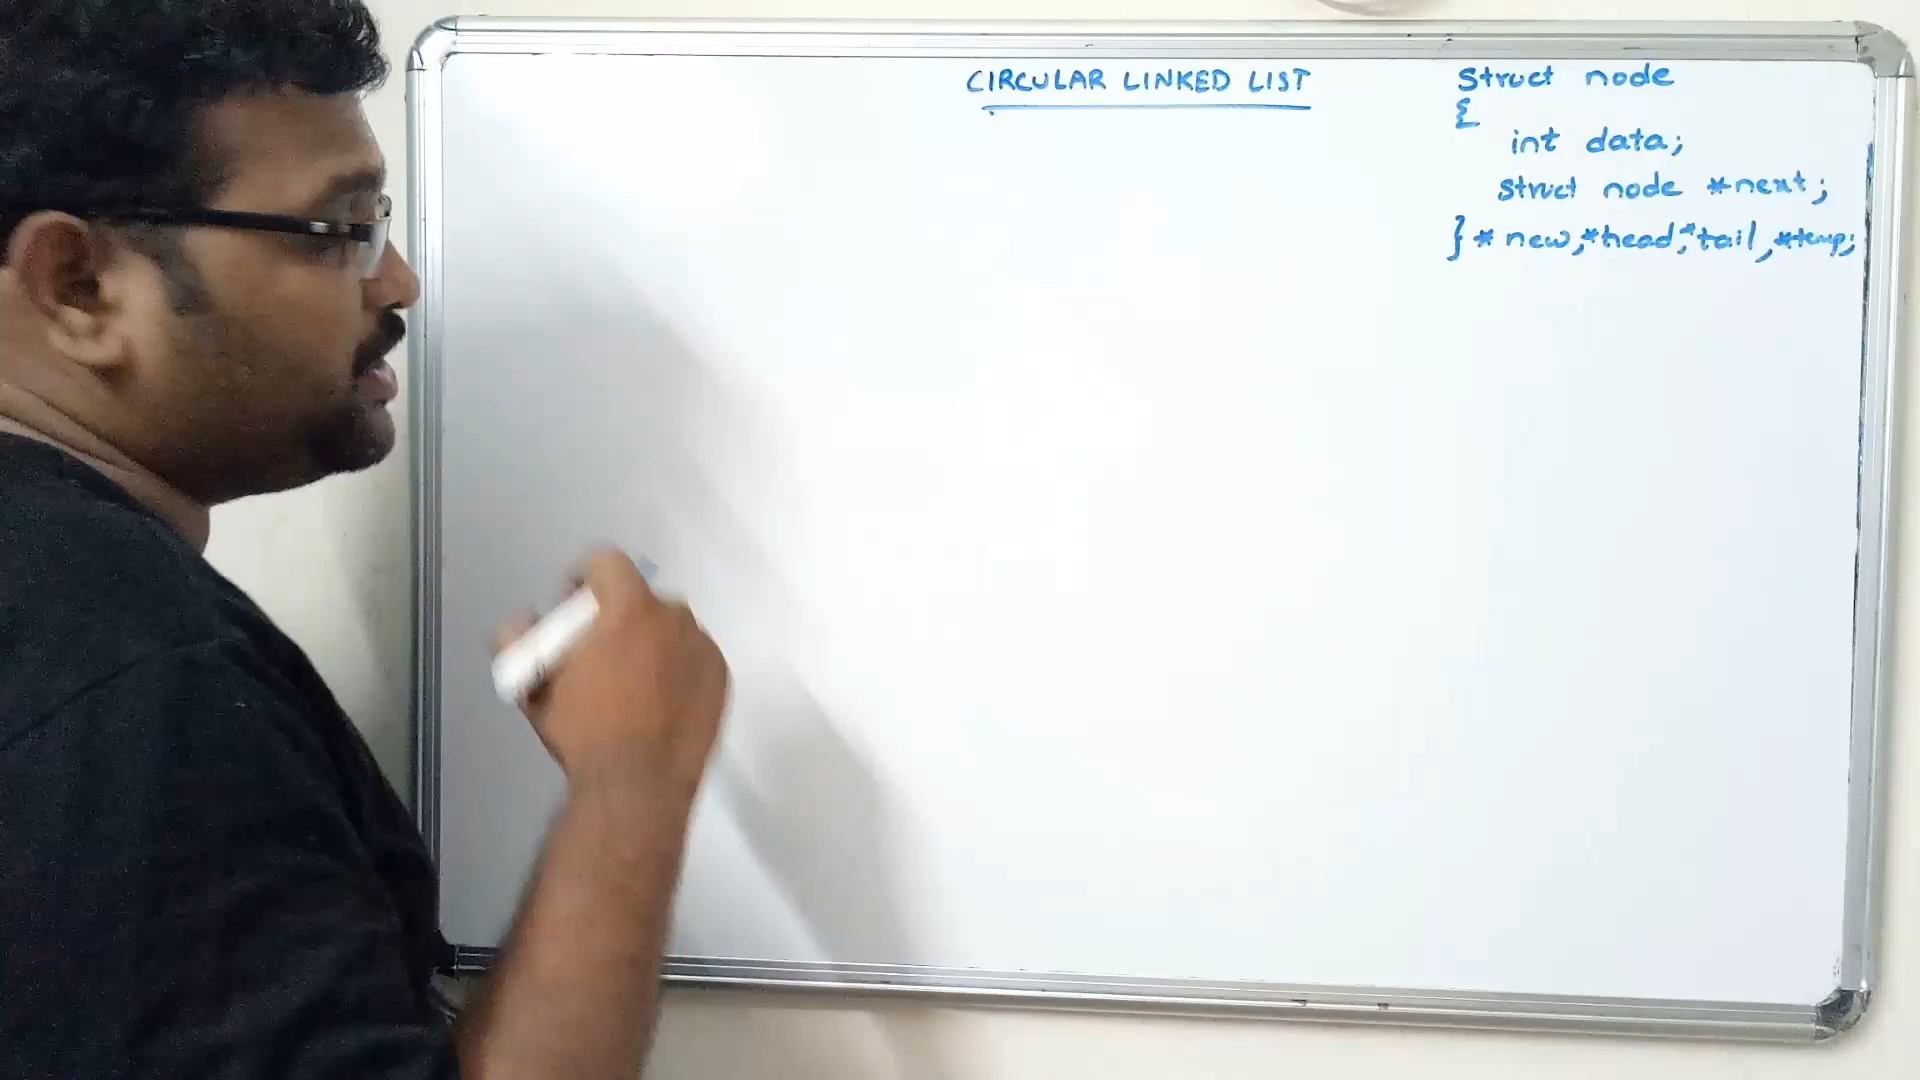 CIRCULAR LINKED LIST
struct node
{
int data;
struct node *next;
} * new,*head,*tail,*temp;